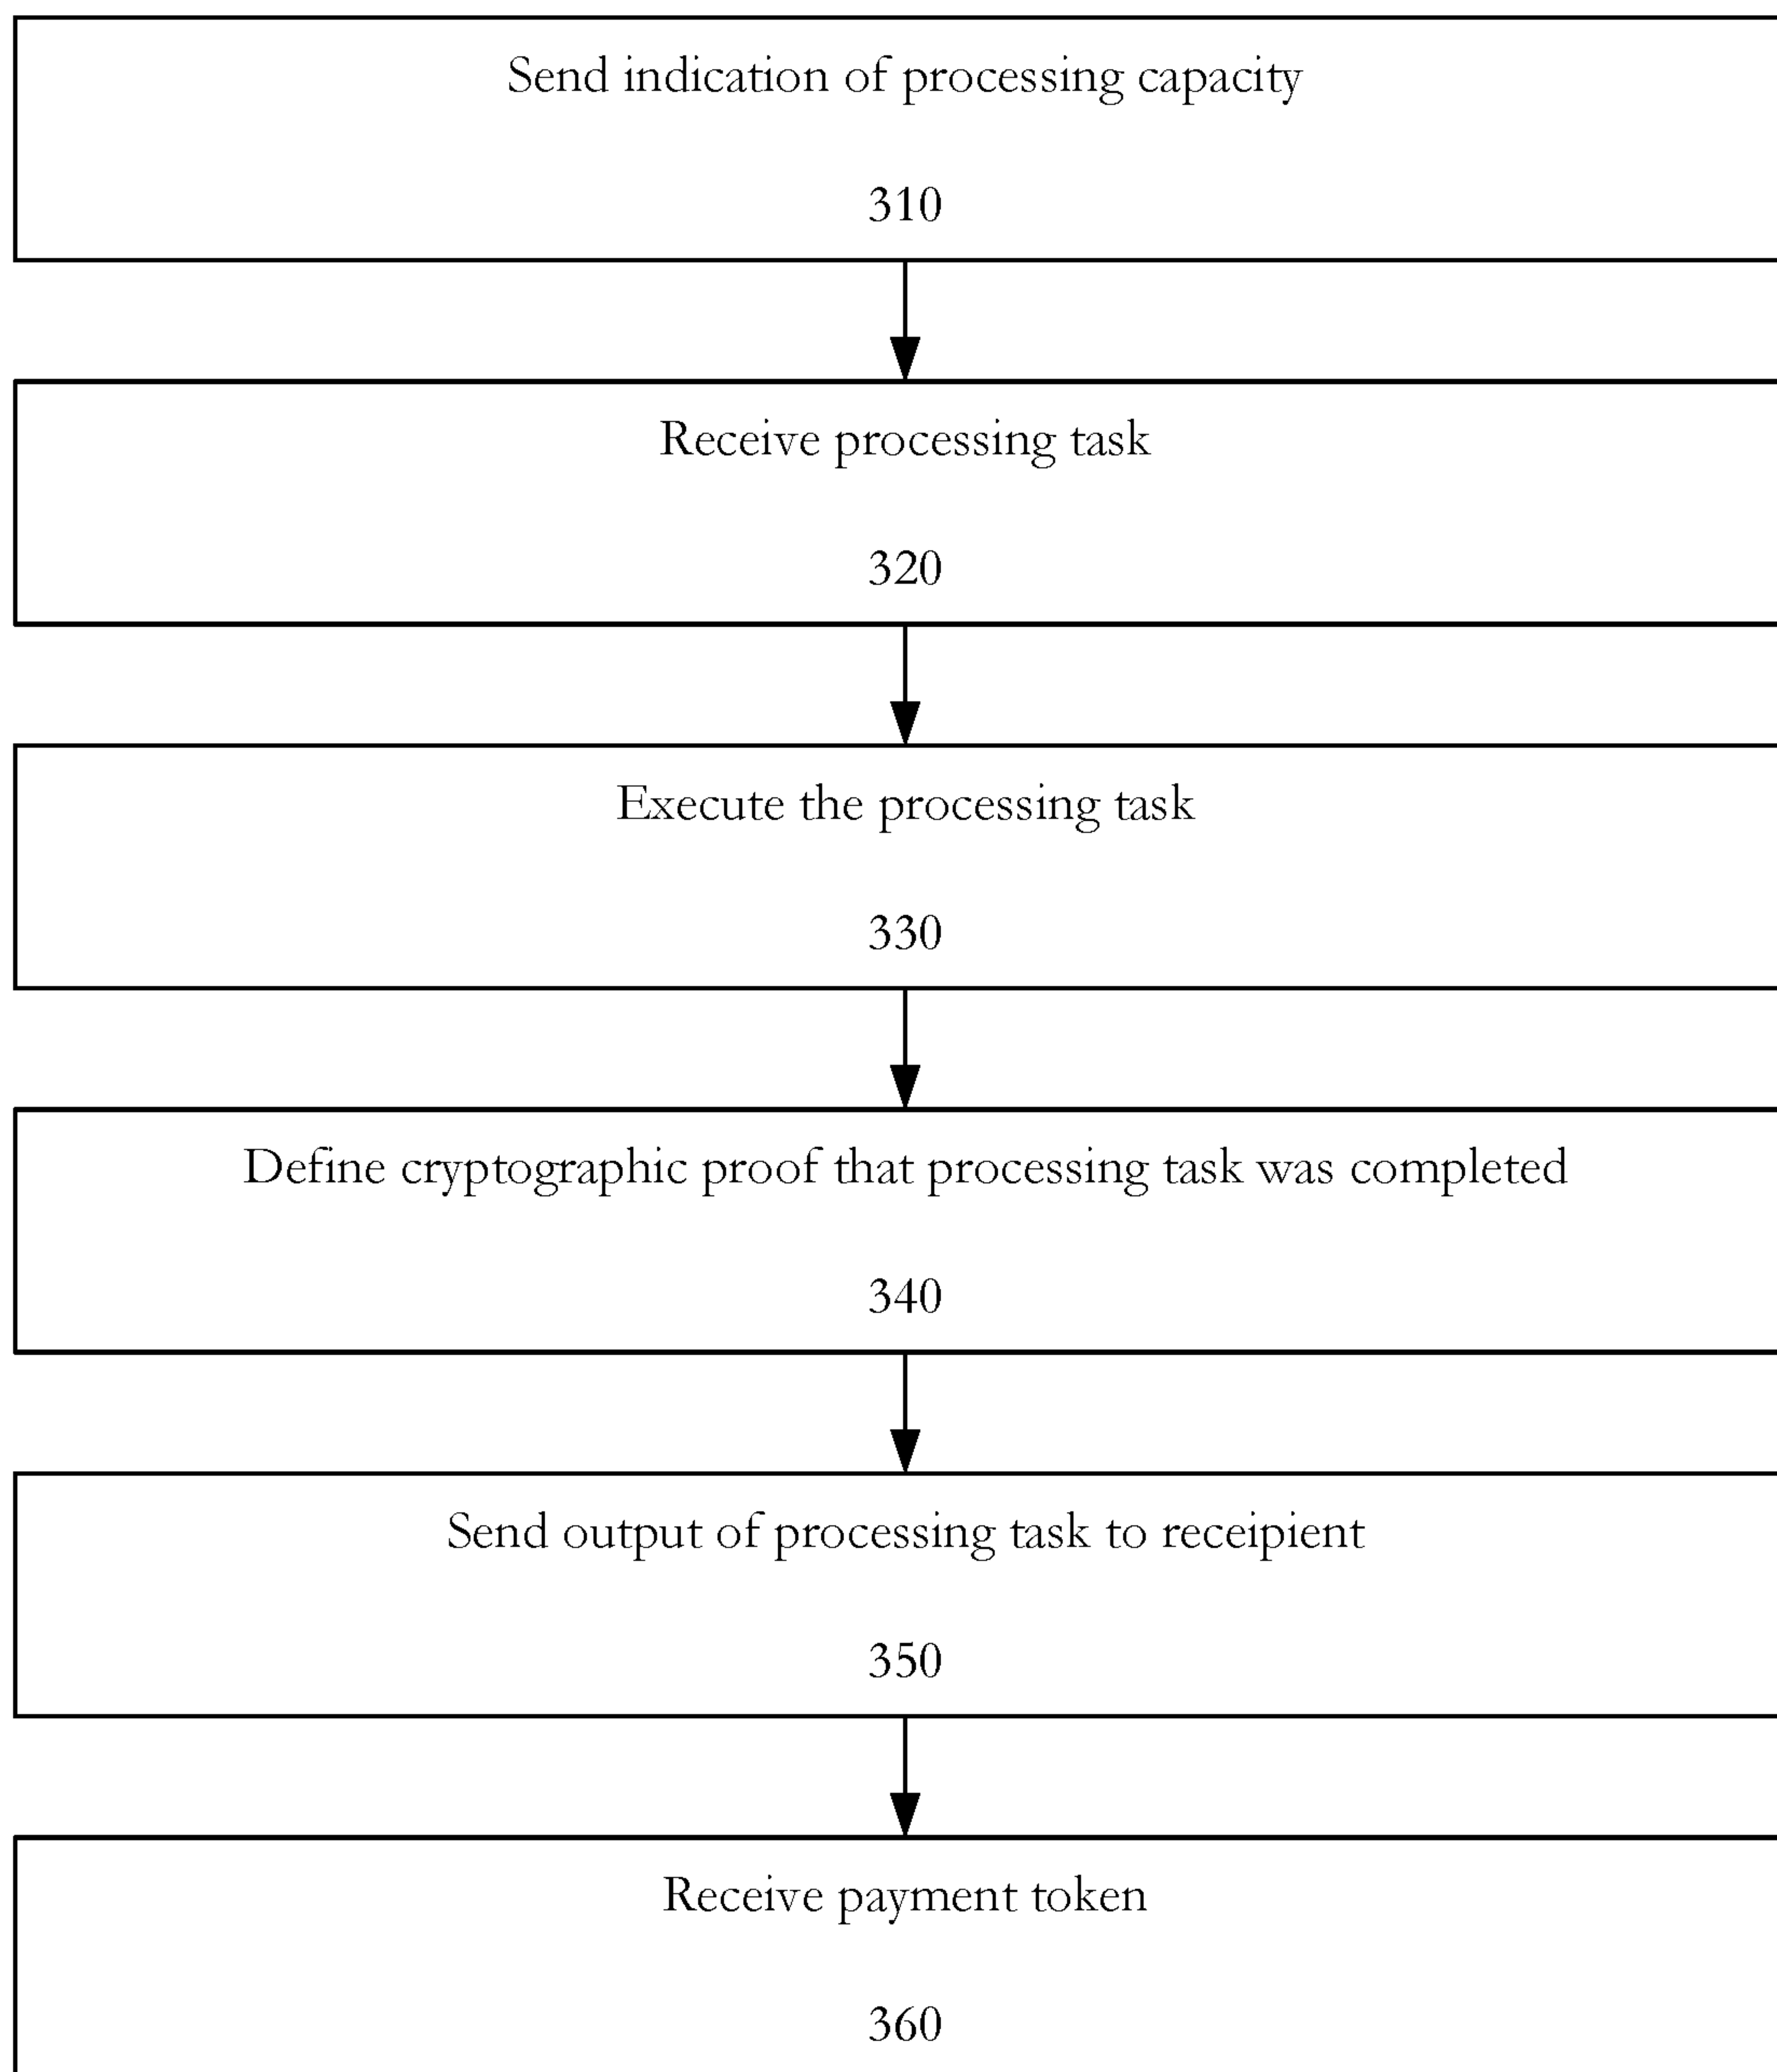 Send indication of processing capacity
310
Receive processing task
320
Execute the processing task
330
Define cryptographic proof that processing task was completed
340
Send output of processing task to receipient
350
Receive payment token
360